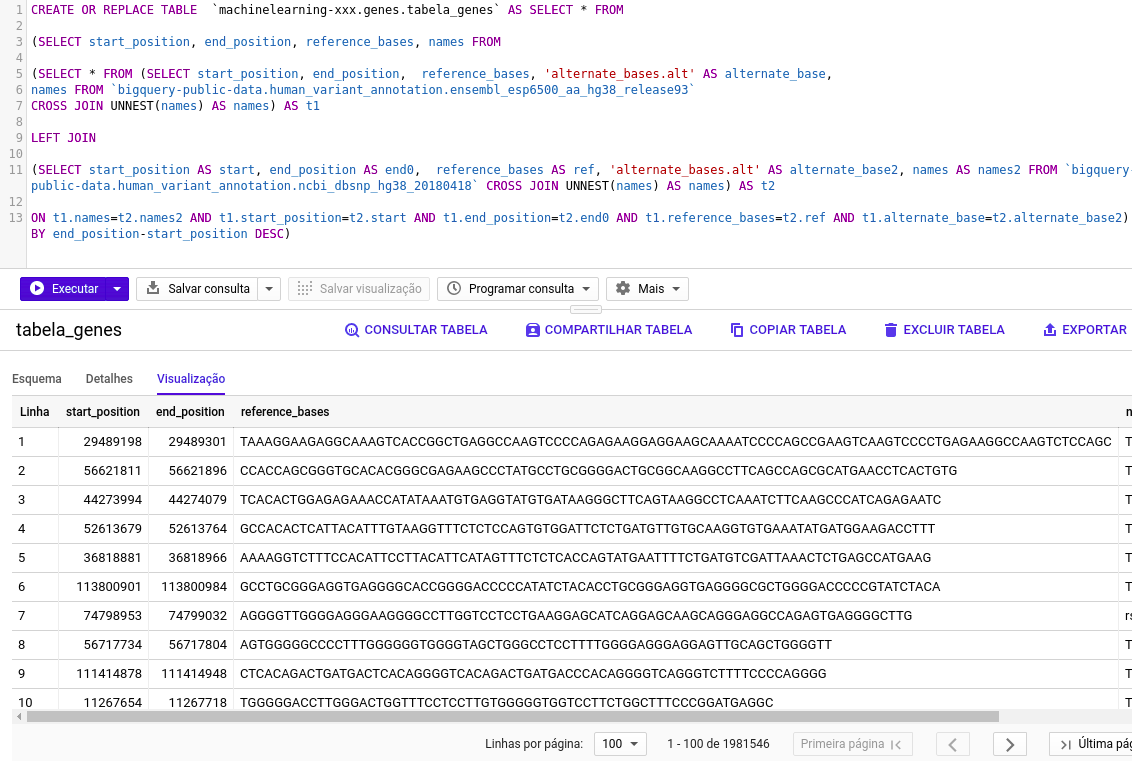 1 CREATE OR REPLACE TABLE `machinelearning-xxx.genes.tabela_genes` AS SELECT * FROM
2
3 (SELECT start_position, end_position, reference_bases, names FROM
4
5 (SELECT * FROM (SELECT start_position, end_position, reference_bases, 'alternate_bases.alt' AS alternate_base,
6 names FROM `bigquery-public-data.human_variant_annotation.ensembl_esp6500_aa_hg38_release93`
7 CROSS JOIN UNNEST(names) AS names) AS t1
8
9 LEFT JOIN
10
11 (SELECT start_position AS start, end_position AS end0, reference_bases AS ref, 'alternate_bases.alt' AS alternate_base2, names AS names2 FROM `bigquery-
public-data.human_variant_annotation.ncbi_dbsnp_hg38_20180418` CROSS JOIN UNNEST(names) AS names) AS t2
12
13 ON t1.names=t2.names2 AND t1.start_position=t2.start AND t1.end_position=t2.end0 AND t1.reference_bases=t2.ref AND t1.alternate_base=t2.alternate_base2)
BY end_position-start_position DESC)
Executar Salvar consulta Salvar visualização Programar consulta Mais
tabela_genes CONSULTAR TABELA COMPARTILHAR TABELA COPIAR TABELA EXCLUIR TABELA EXPORTAR
Esquema Detalhes Visualização
Linha start_position end_position reference_bases n
1 29489198 29489301 TAAAGGAAGAGGCAAAGTCACCGGCTGAGGCCAAGTCCCCAGAGAAGGAGGAAGCAAAATCCCCAGCCGAAGTCAAGTCCCCTGAGAAGGCCAAGTCTCCAGC T
2 56621811 56621896 CCACCAGCGGGTGCACACGGGCGAGAAGCCCTATGCCTGCGGGGACTGCGGCAAGGCCTTCAGCCAGCGCATGAACCTCACTGTG T
3 44273994 44274079 TCACACTGGAGAGAAACCATATAAATGTGAGGTATGTGATAAGGGCTTCAGTAAGGCCTCAAATCTTCAAGCCCATCAGAGAATC T
4 52613679 52613764 GCCACACTCATTACATTTGTAAGGTTTCTCTCCAGTGTGGATTCTCTGATGTTGTGCAAGGTGTGAAATATGATGGAAGACCTTT T
5 36818881 36818966 AAAAGGTCTTTCCACATTCCTTACATTCATAGTTTCTCTCACCAGTATGAATTTTCTGATGTCGATTAAACTCTGAGCCATGAAG T
6 113800901 113800984 GCCTGCGGGAGGTGAGGGGCACCGGGGACCCCCATATCTACACCTGCGGGAGGTGAGGGGCGCTGGGGACCCCCGTATCTACA T
7 74798953 74799032 AGGGGTTGGGGAGGGAAGGGGCCTTGGTCCTCCTGAAGGAGCATCAGGAGCAAGCAGGGAGGCCAGAGTGAGGGGCTTG rs
8 56717734 56717804 AGTGGGGGCCCCTTTGGGGGGTGGGGTAGCTGGGCCTCCTTTTGGGGAGGGAGGAGTTGCAGCTGGGGTT T
9 111414878 111414948 CTCACAGACTGATGACTCACAGGGGTCACAGACTGATGACCCACAGGGGTCAGGGTCTTTTCCCCAGGGG T
10 11267654 11267718 TGGGGGACCTTGGGACTGGTTTCCTCCTTGTGGGGGTGGTCCTTCTGGCTTTCCCGGATGAGGC T
Linhas por página: 100 1 - 100 de 1981546 Primeira página Última pág